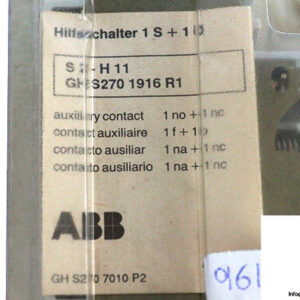 Hilfsschalter 1 S + 1 Ö
S 2 - H 11
GH S270 1916 R1
auxiliary contact 1 no + 1 nc
contact auxiliaire 1 f + 1 o
contacto auxiliar 1 na + 1 nc
contatto ausiliario 1 na + 1 nc
ABB
GH S270 7010 P2
961